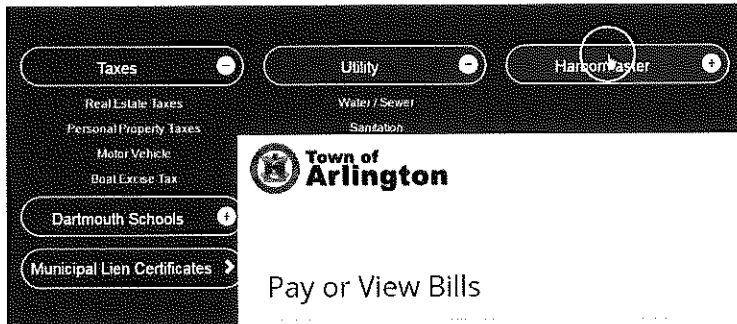 Taxes
Utility
HarborMaster
Real Estate Taxes
Water / Sewer
Personal Property Taxes
Sanitation
Motor Vehicle
Boat Excise Tax
Dartmouth Schools
Municipal Lien Certificates
Town of
Arlington
Pay or View Bills